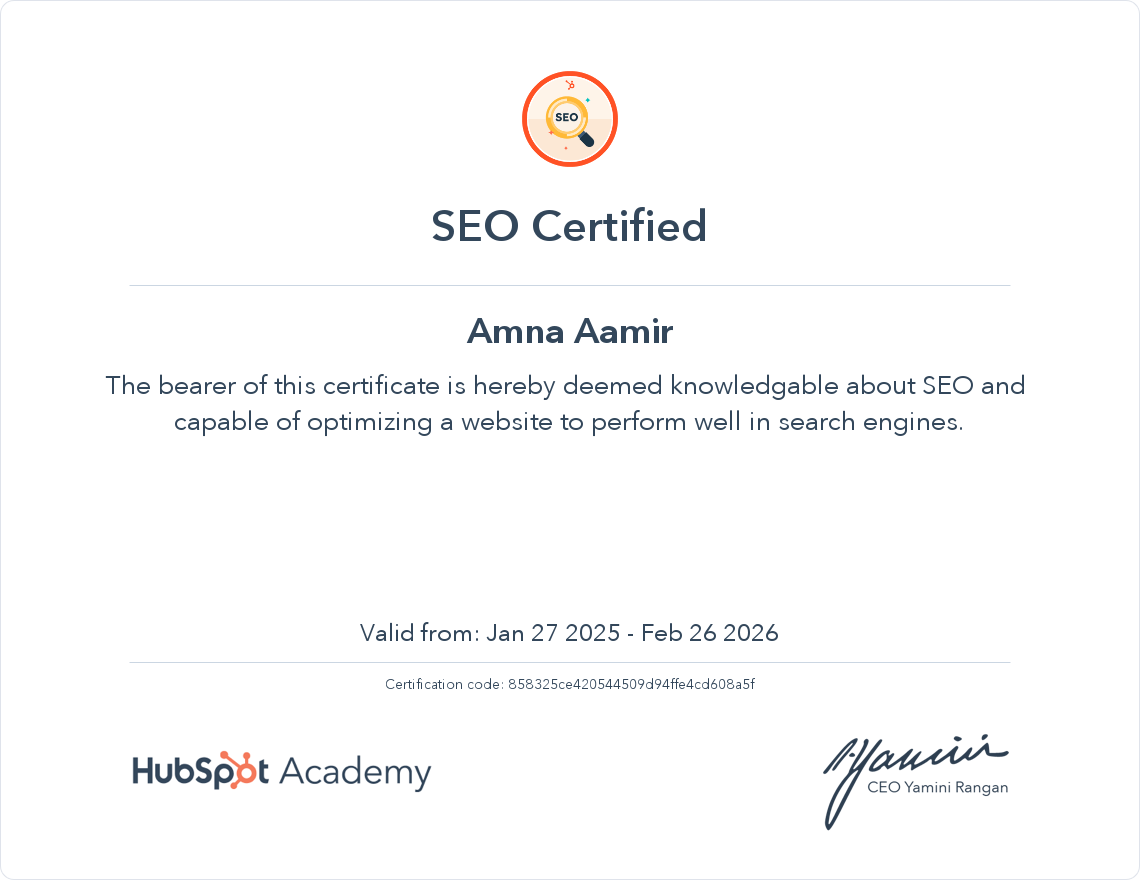 SEO
SEO Certified
Amna Aamir
The bearer of this certificate is hereby deemed knowledgable about SEO and
capable of optimizing a website to perform well in search engines.
Valid from: Jan 27 2025 - Feb 26 2026
Certification code: 858325ce420544509d94ffe4cd608a5f
HubSpot Academy
CEO Yamini Rangan